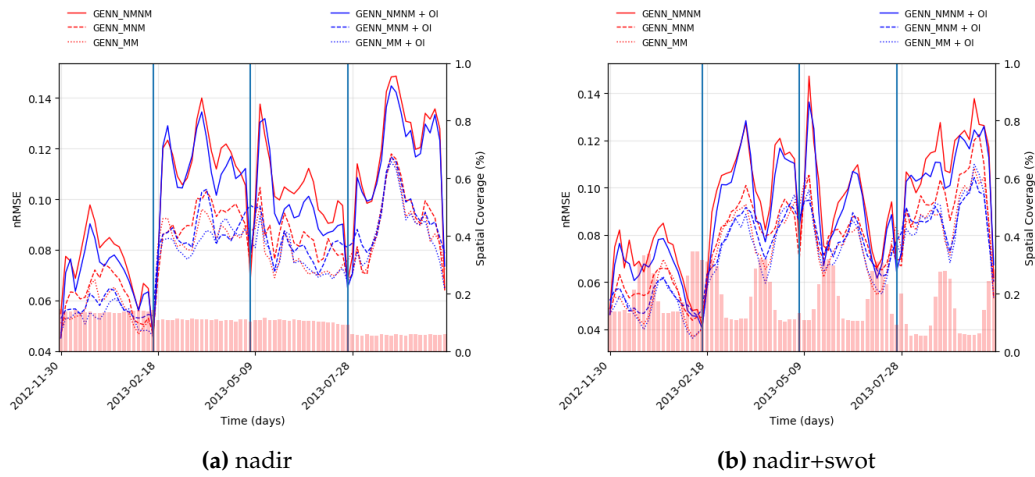 GENN_NMNM
GENN_MNM
GENN_MM
GENN_NMNM + OI
GENN_MNM + OI
GENN_MM + OI
nRMSE
0.14
0.12
0.10
0.08
0.06
0.04
1.0
0.8
0.6
0.4
0.2
0.0
Spatial Coverage (%)
2012-11-30
2013-02-18
2013-05-09
2013-07-28
Time (days)
(a) nadir
GENN_NMNM
GENN_MNM
GENN_MM
GENN_NMNM + OI
GENN_MNM + OI
GENN_MM + OI
nRMSE
0.14
0.12
0.10
0.08
0.06
0.04
1.0
0.8
0.6
0.4
0.2
0.0
Spatial Coverage (%)
2012-11-30
2013-02-18
2013-05-09
2013-07-28
Time (days)
(b) nadir+swot